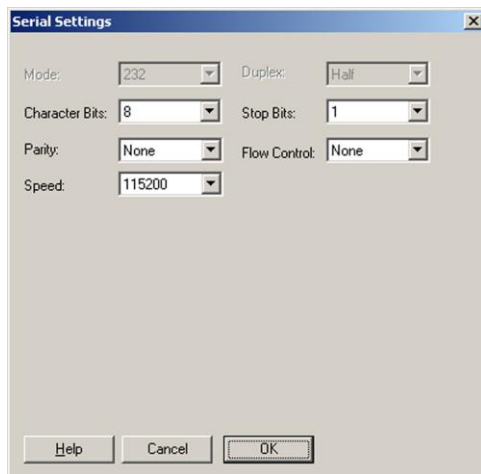 Serial Settings
Mode: 232 Duplex: Half
Character Bits: 8 Stop Bits: 1
Parity: None Flow Control: None
Speed: 115200
Help Cancel OK